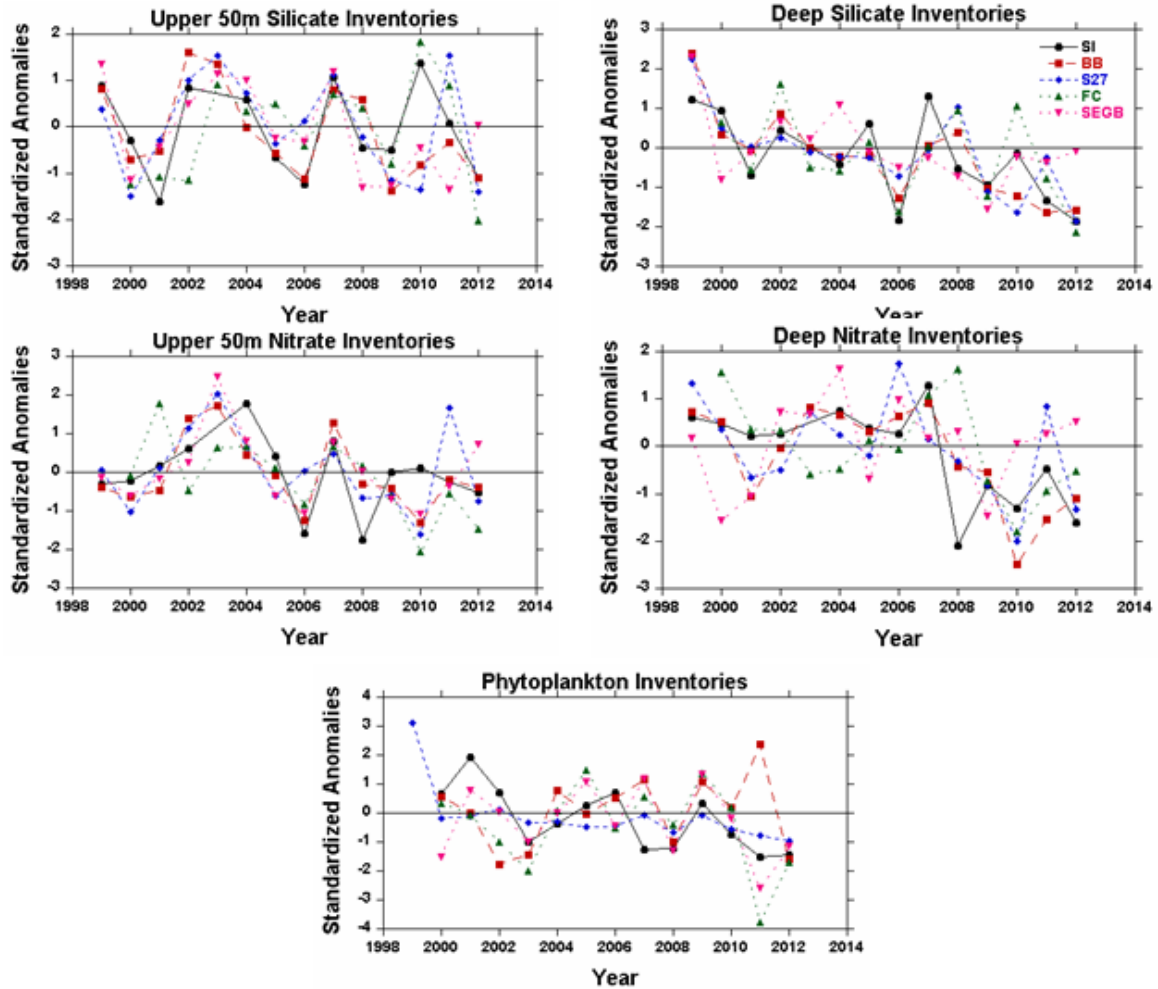 Upper 50m Silicate Inventories
Standardized Anomalies
2
1
0
-1
-2
-3
1998 2000 2002 2004 2006 2008 2010 2012 2014
Year
Deep Silicate Inventories
Standardized Anomalies
3
2
1
0
-1
-2
-3
SI
BB
S27
FC
SEGB
1998 2000 2002 2004 2006 2008 2010 2012 2014
Year
Upper 50m Nitrate Inventories
Standardized Anomalies
3
2
1
0
-1
-2
-3
1998 2000 2002 2004 2006 2008 2010 2012 2014
Year
Deep Nitrate Inventories
Standardized Anomalies
2
1
0
-1
-2
-3
1998 2000 2002 2004 2006 2008 2010 2012 2014
Year
Phytoplankton Inventories
Standardized Anomalies
4
3
2
1
0
-1
-2
-3
-4
1998 2000 2002 2004 2006 2008 2010 2012 2014
Year